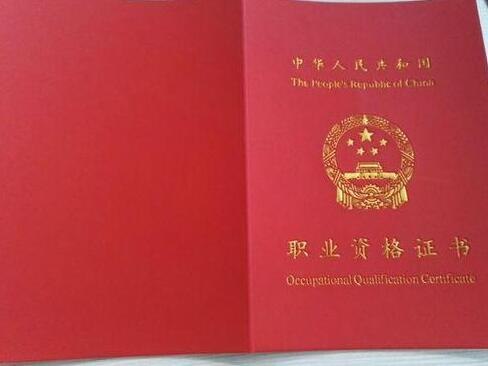 中华人民共和国
The People's Republic of China
职业资格证书
Occupational Qualification Certificate